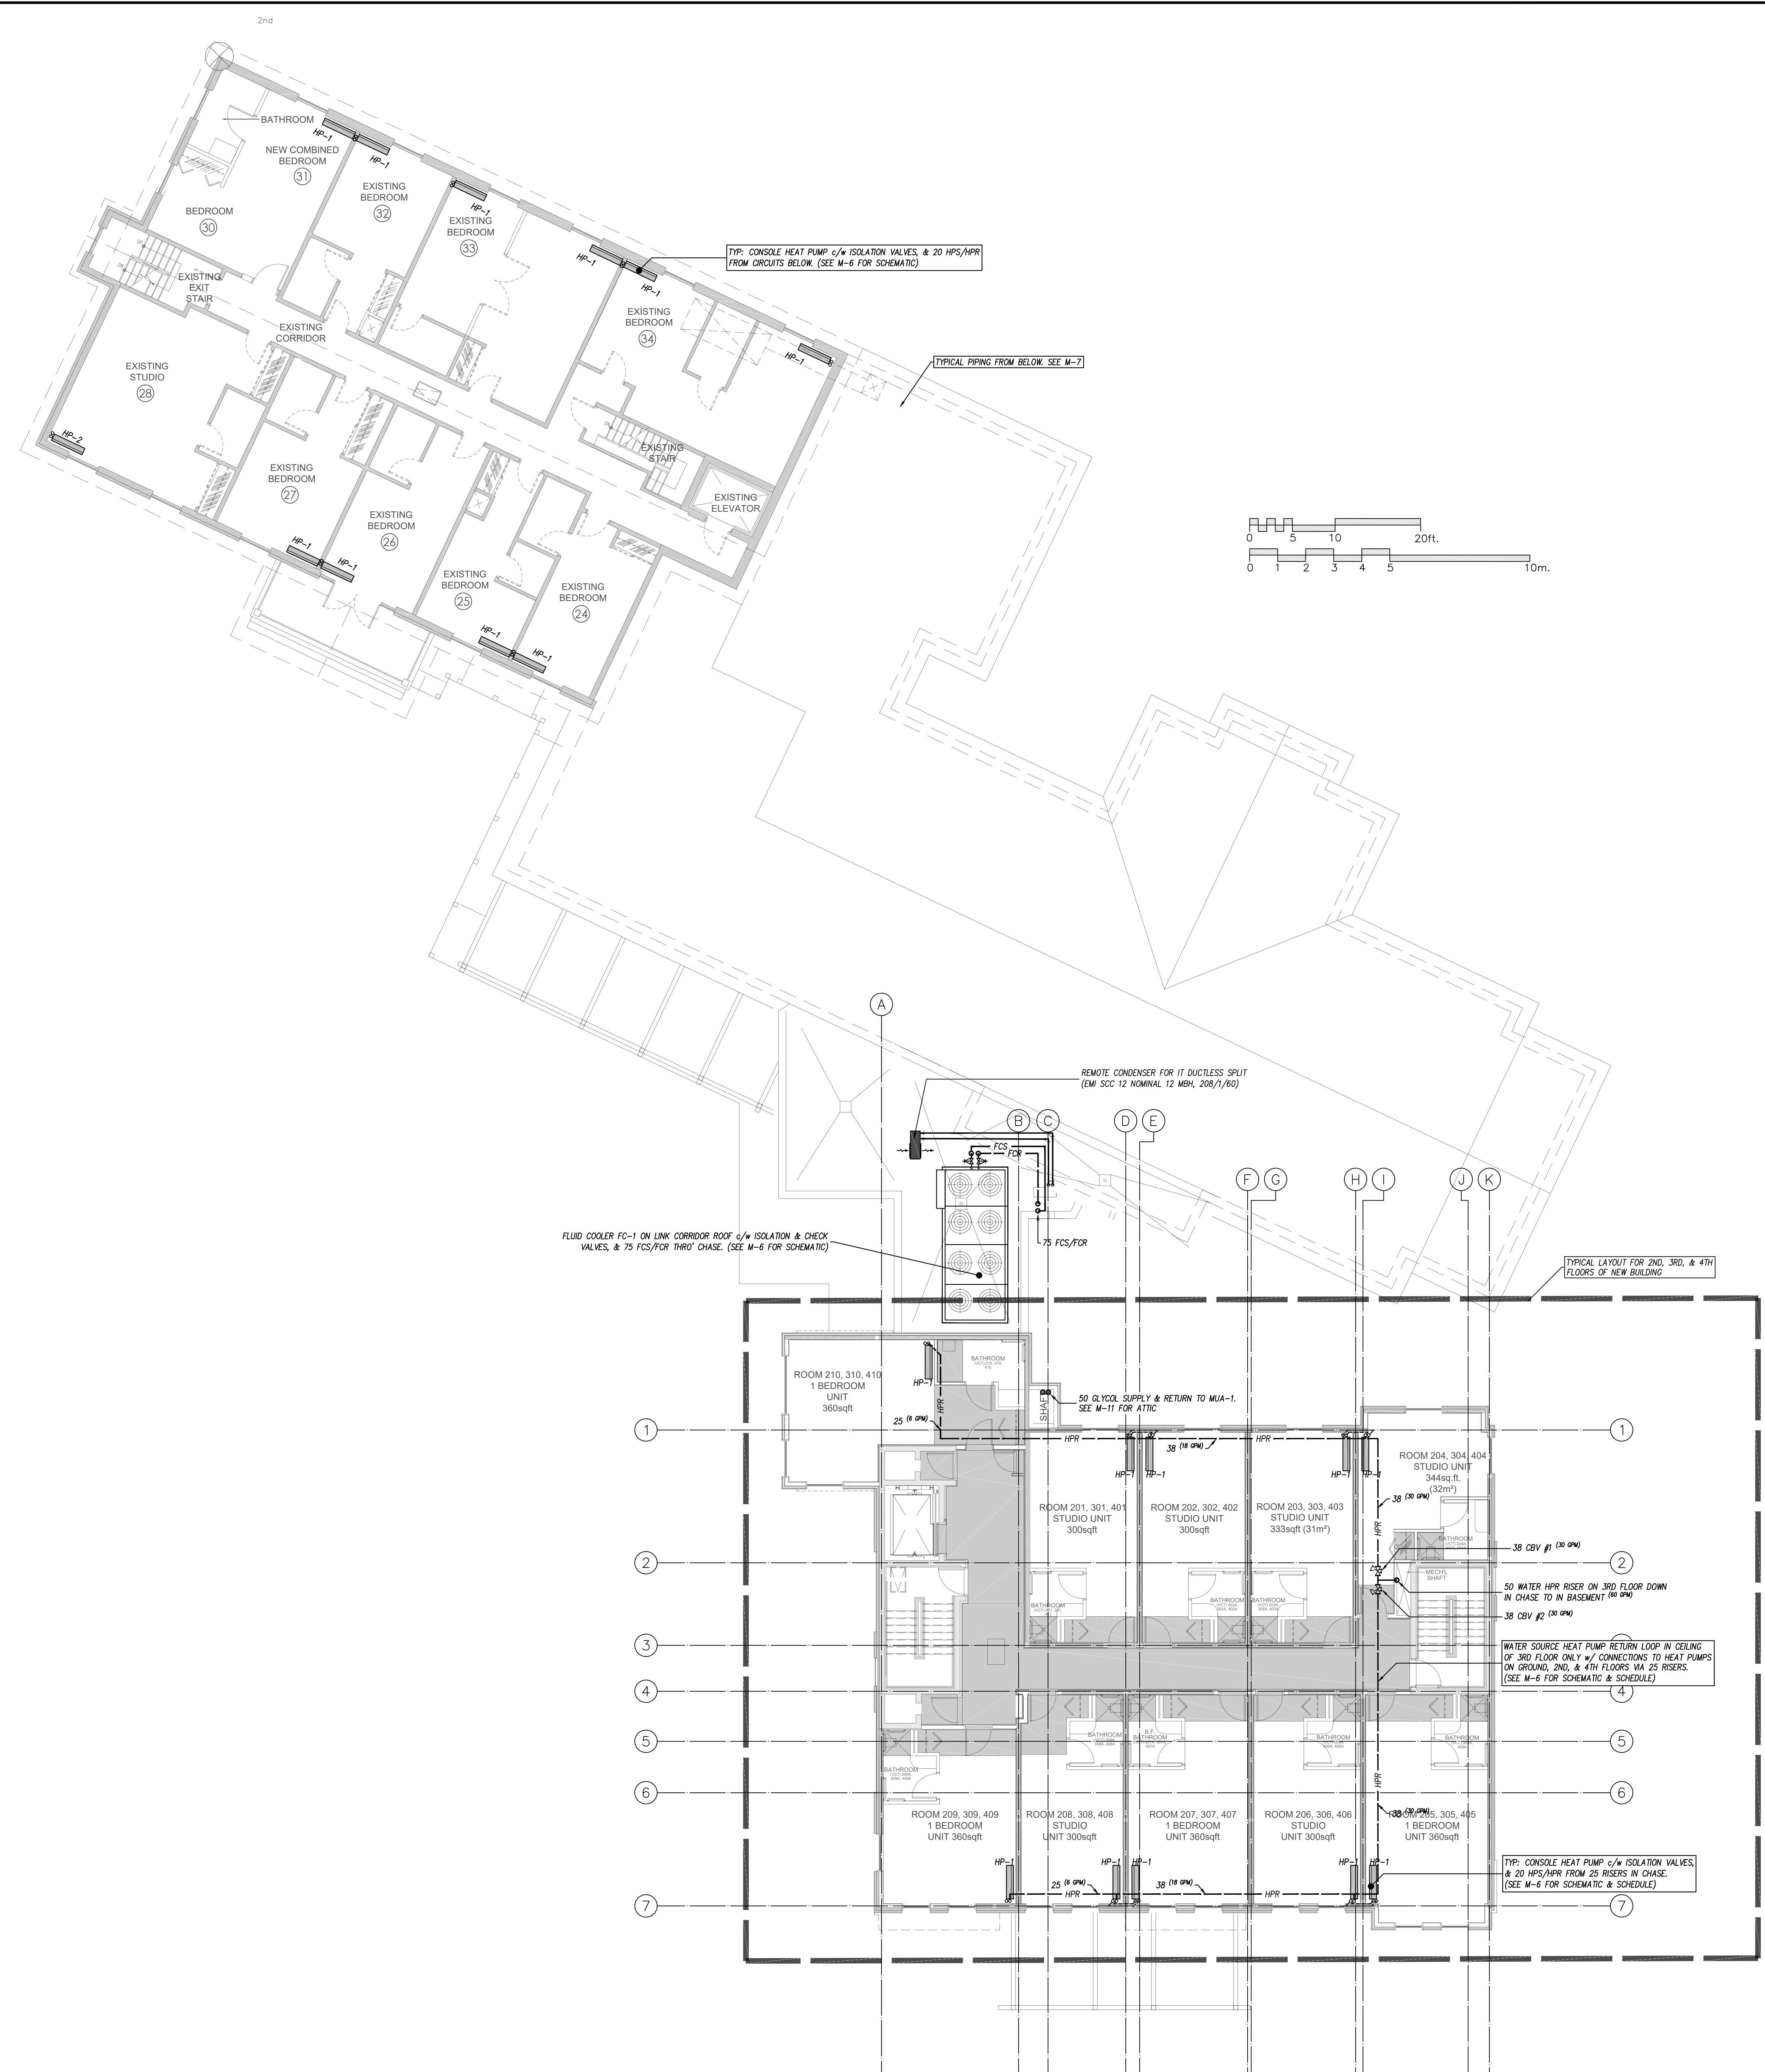 2nd
BATHROOM
HP-1
HP-1
NEW COMBINED
BEDROOM
31
EXISTING
BEDROOM
32
HP-1
EXISTING
BEDROOM
33
BEDROOM
30
HP-1
HP-1
TYP: CONSOLE HEAT PUMP c/w ISOLATION VALVES, & 20 HPS/HPR
FROM CIRCUITS BELOW. (SEE M-6 FOR SCHEMATIC)
UP
DN
EXISTING
EXIT
STAIR
EXISTING
CORRIDOR
EXISTING
BEDROOM
34
HP-1
TYPICAL PIPING FROM BELOW. SEE M-7
EXISTING
STUDIO
28
HP-2
EXISTING
BEDROOM
27
DN
EXISTING
STAIR
EXISTING
ELEVATOR
EXISTING
BEDROOM
26
HP-1
HP-1
EXISTING
BEDROOM
25
EXISTING
BEDROOM
24
HP-1
HP-1
0 5 10 20ft.
0 1 2 3 4 5 10m.
A
REMOTE CONDENSER FOR IT DUCTLESS SPLIT
(EMI SCC 12 NOMINAL 12 MBH, 208/1/60)
B
C
D
E
F
G
H
I
J
K
FCS
FCR
75 FCS/FCR
FLUID COOLER FC-1 ON LINK CORRIDOR ROOF c/w ISOLATION & CHECK
VALVES, & 75 FCS/FCR THRO' CHASE. (SEE M-6 FOR SCHEMATIC)
TYPICAL LAYOUT FOR 2ND, 3RD, & 4TH
FLOORS OF NEW BUILDING
ROOM 210, 310, 410
1 BEDROOM
UNIT
360sqft
HP-1
BATHROOM
HPR
25 (6 GPM)
SHAFT
50 GLYCOL SUPPLY & RETURN TO MUA-1.
SEE M-11 FOR ATTIC
1
1
38 (18 GPM)
HPR
HPR
HP-1
HP-1
HP-1
HP-1
ROOM 204, 304, 404
STUDIO UNIT
344sq.ft.
(32m²)
38 (30 GPM)
HPR
ROOM 201, 301, 401
STUDIO UNIT
300sqft
ROOM 202, 302, 402
STUDIO UNIT
300sqft
ROOM 203, 303, 403
STUDIO UNIT
333sqft (31m²)
BATHROOM
38 CBV #1 (30 GPM)
2
2
MECH'L
SHAFT
50 WATER HPR RISER ON 3RD FLOOR DOWN
IN CHASE TO IN BASEMENT (60 GPM)
38 CBV #2 (30 GPM)
BATHROOM
BATHROOM
BATHROOM
3
WATER SOURCE HEAT PUMP RETURN LOOP IN CEILING
OF 3RD FLOOR ONLY w/ CONNECTIONS TO HEAT PUMPS
ON GROUND, 2ND, & 4TH FLOORS VIA 25 RISERS.
(SEE M-6 FOR SCHEMATIC & SCHEDULE)
4
4
BATHROOM
B.F.
BATHROOM
BATHROOM
BATHROOM
5
5
BATHROOM
HPR
6
6
38 (30 GPM)
ROOM 209, 309, 409
1 BEDROOM
UNIT 360sqft
ROOM 208, 308, 408
STUDIO
UNIT 300sqft
ROOM 207, 307, 407
1 BEDROOM
UNIT 360sqft
ROOM 206, 306, 406
STUDIO
UNIT 300sqft
ROOM 205, 305, 405
1 BEDROOM
UNIT 360sqft
HP-1
HP-1
HP-1
HP-1
HP-1
TYP: CONSOLE HEAT PUMP c/w ISOLATION VALVES,
& 20 HPS/HPR FROM 25 RISERS IN CHASE.
(SEE M-6 FOR SCHEMATIC & SCHEDULE)
25 (6 GPM)
HPR
38 (18 GPM)
HPR
7
7